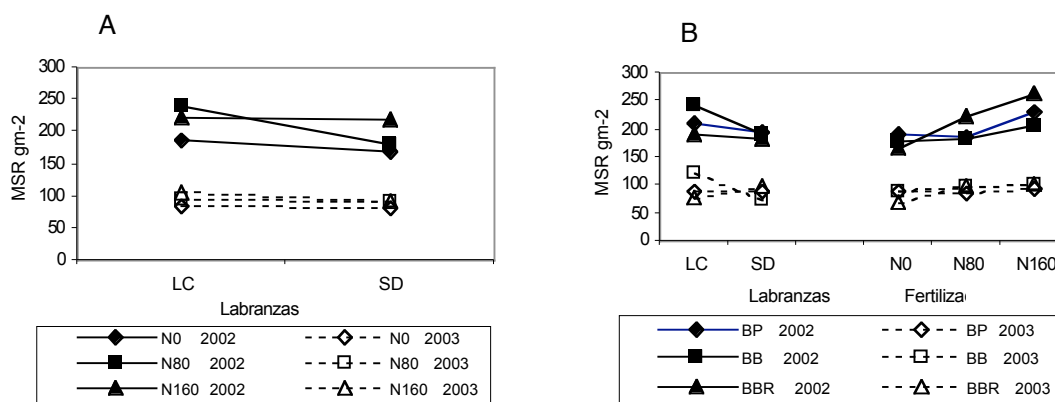 A
B
300
250
200
150
100
50
0
MSR gm-2
LC SD
Labranzas
N0 2002 N0 2003
N80 2002 N80 2003
N160 2002 N160 2003
300
250
200
150
100
50
0
MSR gm-2
LC SD N0 N80 N160
Labranzas Fertiliza
BP 2002 BP 2003
BB 2002 BB 2003
BBR 2002 BBR 2003